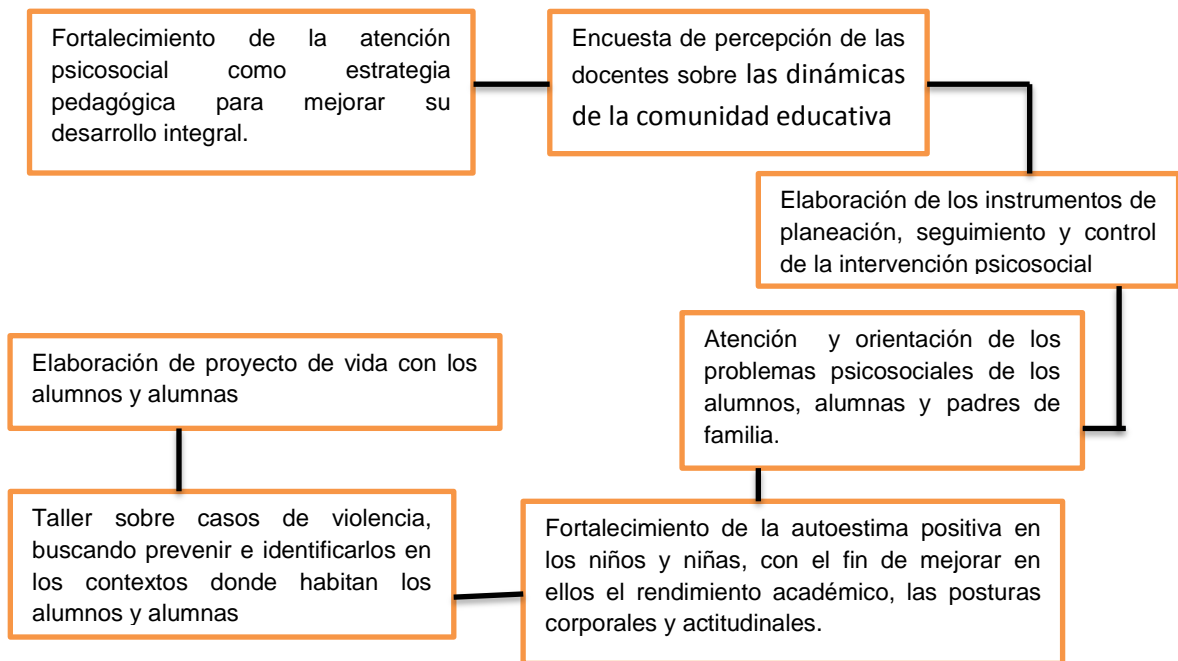 Fortalecimiento de la atención
psicosocial como estrategia
pedagógica para mejorar su
desarrollo integral.
Encuesta de percepción de las
docentes sobre las dinámicas
de la comunidad educativa
Elaboración de los instrumentos de
planeación, seguimiento y control
de la intervención psicosocial
Atención y orientación de los
problemas psicosociales de los
alumnos, alumnas y padres de
familia.
Fortalecimiento de la autoestima positiva en
los niños y niñas, con el fin de mejorar en
ellos el rendimiento académico, las posturas
corporales y actitudinales.
Taller sobre casos de violencia,
buscando prevenir e identificarlos en
los contextos donde habitan los
alumnos y alumnas
Elaboración de proyecto de vida con los
alumnos y alumnas